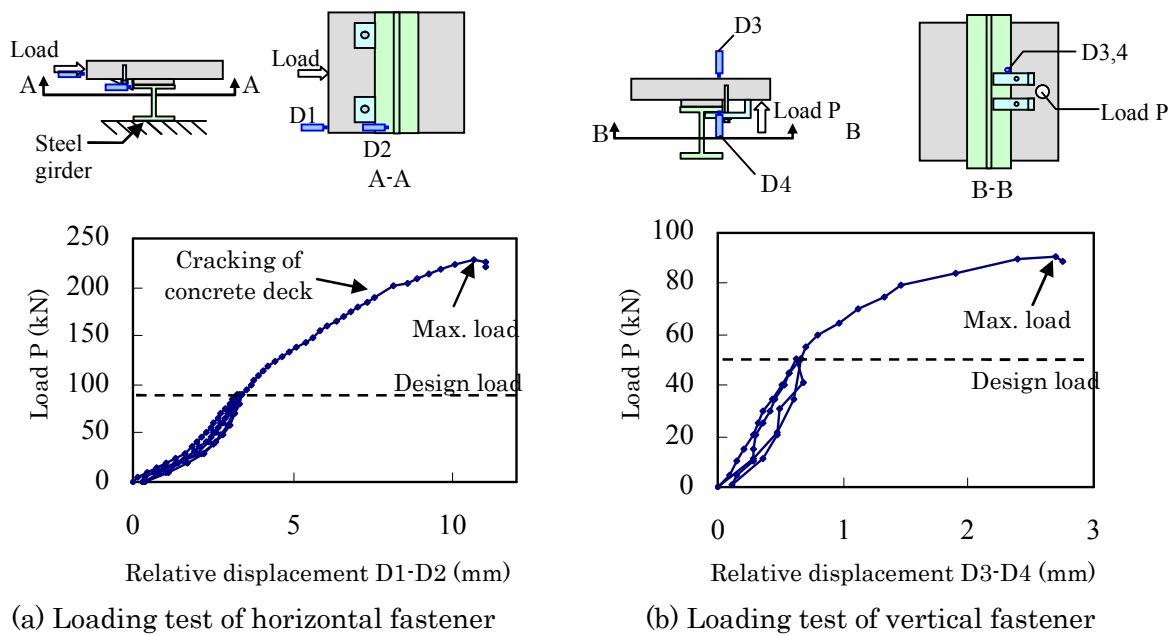 Load
A
A
Steel
girder
Load
D1
D2
A-A
D3
Load P
B
B
D4
D3,4
Load P
B-B
Load P (kN)
250
200
150
100
50
0
0
5
10
Cracking of
concrete deck
Max. load
Design load
Relative displacement D1-D2 (mm)
(a) Loading test of horizontal fastener
Load P (kN)
100
80
60
40
20
0
0
1
2
3
Max. load
Design load
Relative displacement D3-D4 (mm)
(b) Loading test of vertical fastener